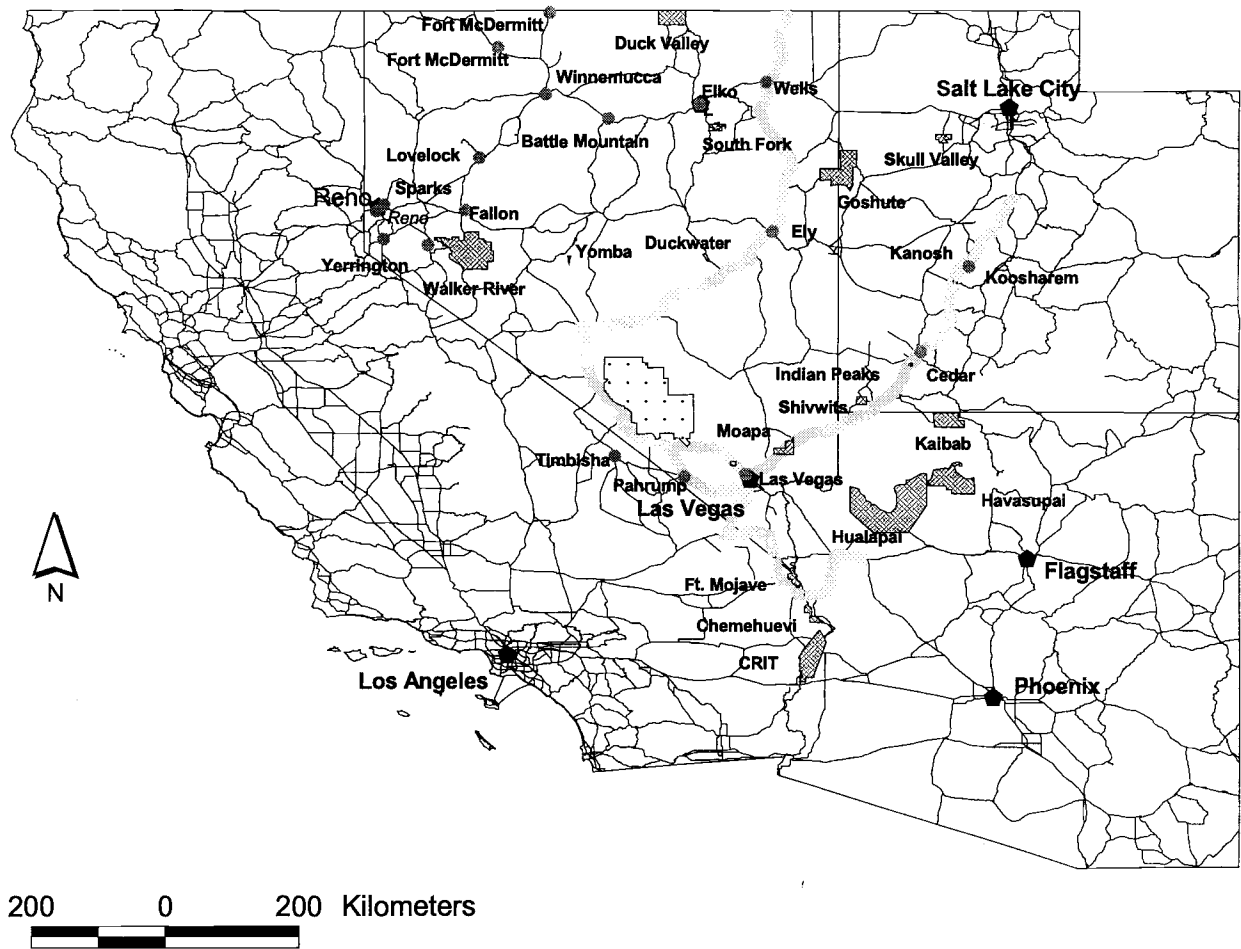 Fort McDermitt
Duck Valley
Fort McDermitt
Winnemucca
Elko
Wells
Salt Lake City
Battle Mountain
South Fork
Lovelock
Skull Valley
Sparks
Reno
Reno
Fallon
Goshute
Ely
Yomba
Duckwater
Kanosh
Yerrington
Koosharem
Walker River
Indian Peaks
Cedar
Shivwits
Moapa
Kaibab
Timbisha
Pahrump
Las Vegas
Las Vegas
Havasupai
Hualapai
Flagstaff
Ft. Mojave
Chemehuevi
CRIT
Los Angeles
Phoenix
N
200 0 200 Kilometers